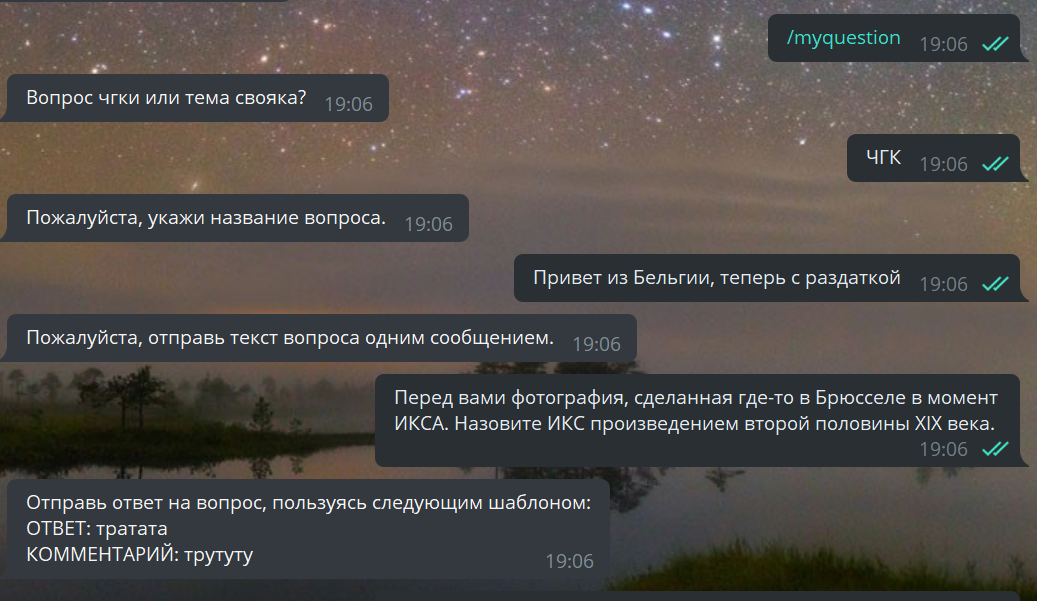 /myquestion 19:06
Вопрос чгки или тема свояка? 19:06
ЧГК 19:06
Пожалуйста, укажи название вопроса. 19:06
Привет из Бельгии, теперь с раздаткой 19:06
Пожалуйста, отправь текст вопроса одним сообщением. 19:06
Перед вами фотография, сделанная где-то в Брюсселе в момент
ИКСА. Назовите ИКС произведением второй половины XIX века.
19:06
Отправь ответ на вопрос, пользуясь следующим шаблоном:
ОТВЕТ: тратата
КОММЕНТАРИЙ: трутуту 19:06